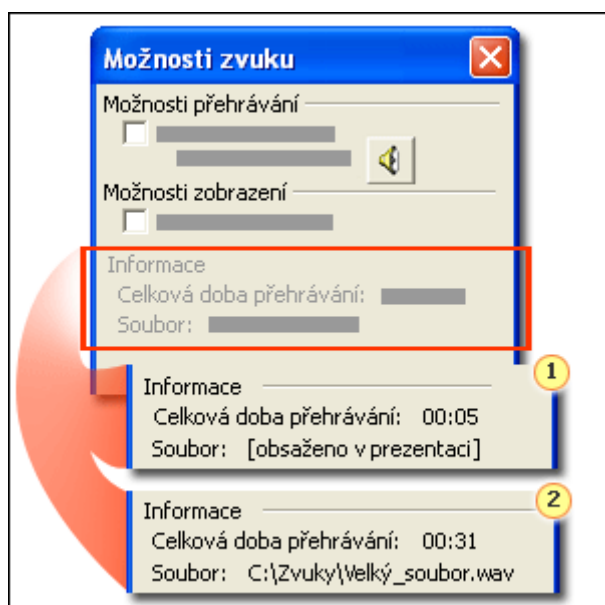 Možnosti zvuku
Možnosti přehrávání
Možnosti zobrazení
Informace
Celková doba přehrávání:
Soubor:
1
Informace
Celková doba přehrávání: 00:05
Soubor: [obsaženo v prezentaci]
2
Informace
Celková doba přehrávání: 00:31
Soubor: C:\Zvuky\Velký_soubor.wav